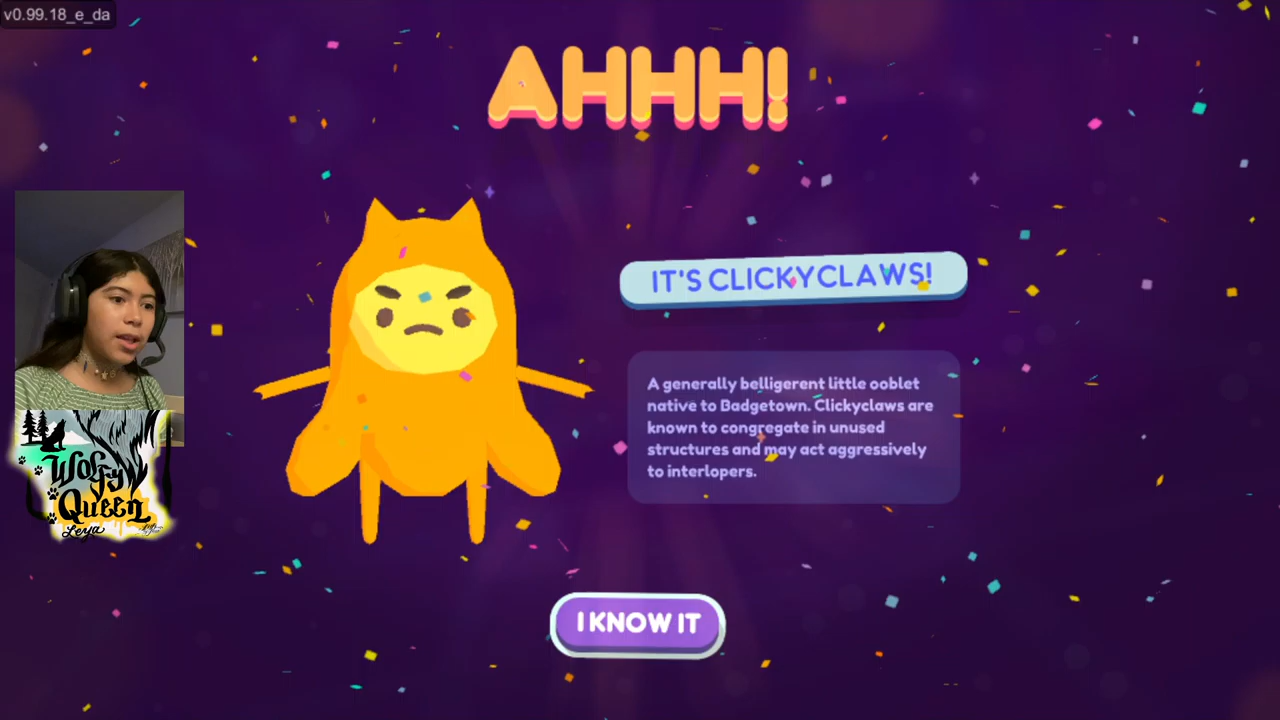 v0.99.18_e_da
AHHH!
IT'S CLICKYCLAWS!
A generally belligerent little ooblet
native to Badgetown. Clickyclaws are
known to congregate in unused
structures and may act aggressively
to interlopers.
I KNOW IT
Wolfy
Queen
Leya